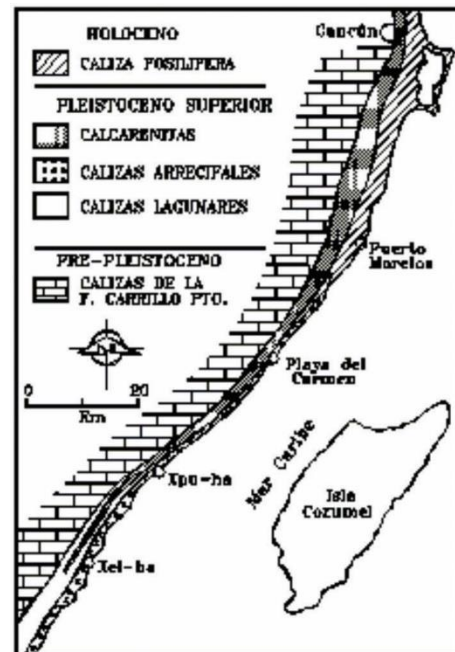 HOLOCENO
CALIZA FOSILIFERA
PLEISTOCENO SUPERIOR
CALCARENITAS
CALIZAS ARRECIFALES
CALIZAS LAGUNARES
PRE-PLEISTOCENO
CALIZAS DE LA
F. CARRILLO PTO.
0 20
Km
Cancún
Puerto
Morelos
Playa del
Carmen
Xpu-ha
Xel-ha
Mar Caribe
Isla
Cozumel